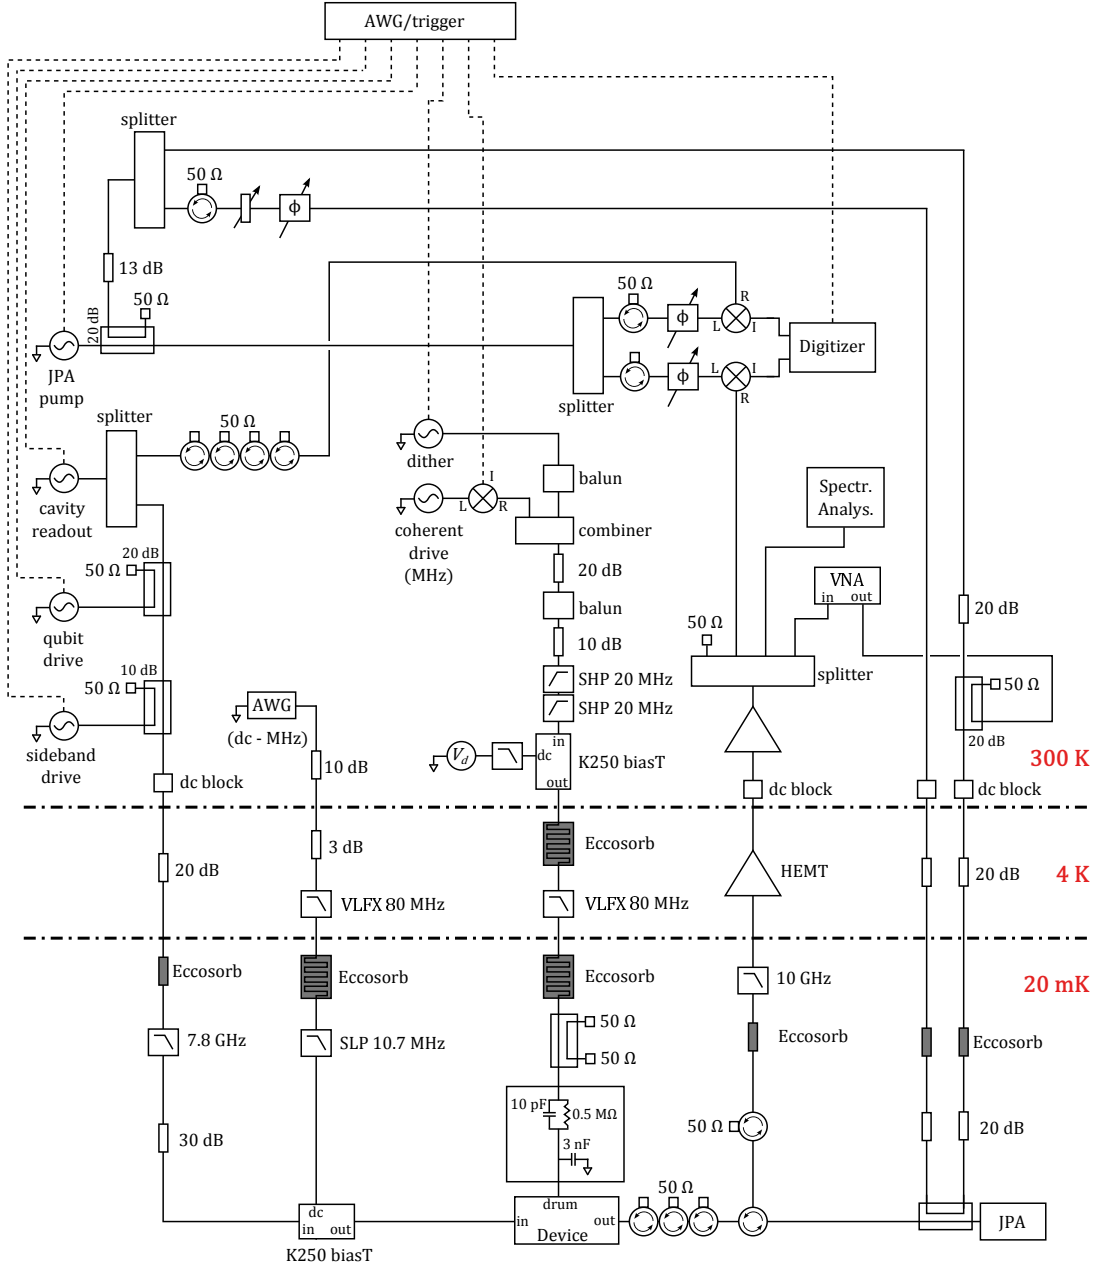 AWG/trigger
splitter
50 Ω
ϕ
13 dB
50 Ω
20 dB
JPA
pump
50 Ω
ϕ
R
L
I
Digitizer
ϕ
L
I
R
splitter
splitter
50 Ω
cavity
readout
dither
balun
I
L
R
coherent
drive
(MHz)
combiner
Spectr.
Analys.
20 dB
50 Ω
qubit
drive
20 dB
balun
10 dB
VNA
in
out
20 dB
50 Ω
splitter
10 dB
50 Ω
sideband
drive
SHP 20 MHz
SHP 20 MHz
50 Ω
20 dB
AWG
(dc - MHz)
10 dB
Vd
in
dc
out
K250 biasT
300 K
dc block
dc block
dc block
20 dB
3 dB
Eccosorb
HEMT
20 dB
4 K
VLFX 80 MHz
VLFX 80 MHz
Eccosorb
Eccosorb
Eccosorb
10 GHz
20 mK
7.8 GHz
SLP 10.7 MHz
50 Ω
50 Ω
Eccosorb
Eccosorb
10 pF
0.5 MΩ
3 nF
30 dB
50 Ω
20 dB
dc
in
out
K250 biasT
drum
in
out
Device
50 Ω
JPA